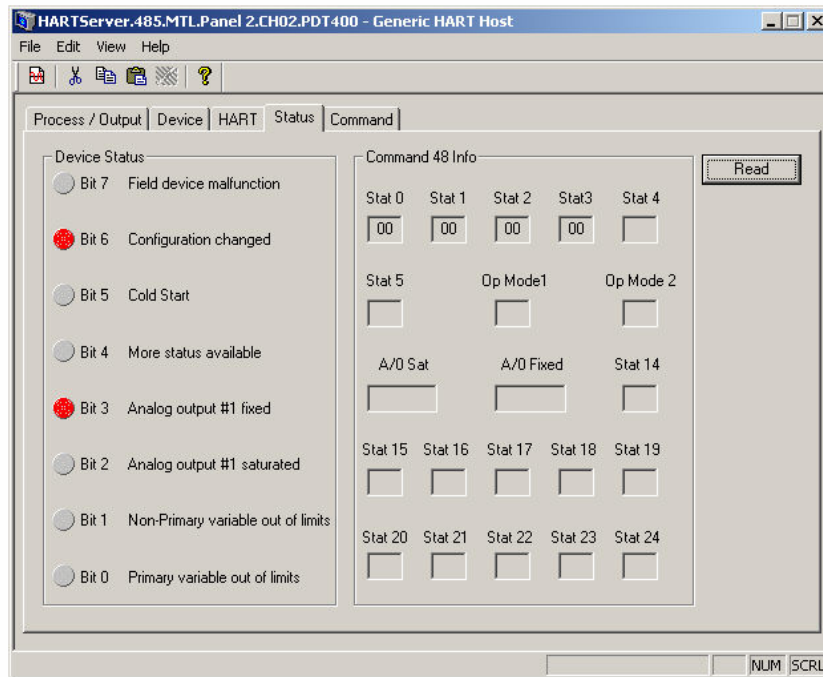 HARTServer.485.MTL.Panel 2.CH02.PDT400 - Generic HART Host
File Edit View Help
Process / Output Device HART Status Command
Device Status
Bit 7 Field device malfunction
Bit 6 Configuration changed
Bit 5 Cold Start
Bit 4 More status available
Bit 3 Analog output #1 fixed
Bit 2 Analog output #1 saturated
Bit 1 Non-Primary variable out of limits
Bit 0 Primary variable out of limits
Command 48 Info
Stat 0 Stat 1 Stat 2 Stat3 Stat 4
00 00 00 00
Stat 5 Op Mode1 Op Mode 2
A/O Sat A/O Fixed Stat 14
Stat 15 Stat 16 Stat 17 Stat 18 Stat 19
Stat 20 Stat 21 Stat 22 Stat 23 Stat 24
Read
NUM SCRL